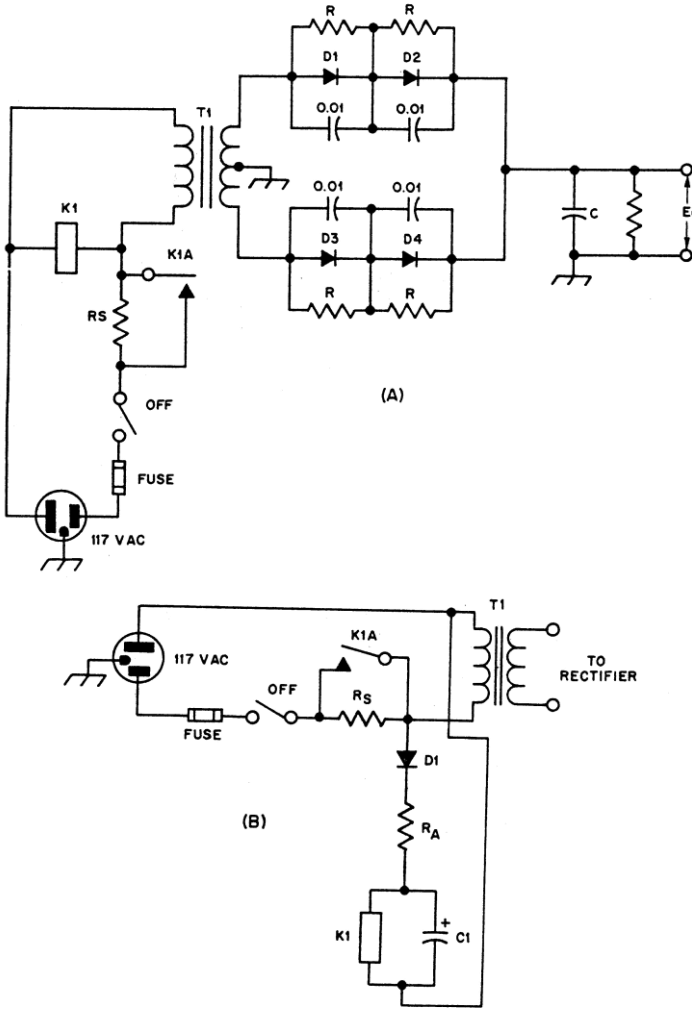 R
R
D1
D2
0.01
0.01
T1
K1
K1A
RS
OFF
FUSE
117 VAC
0.01
0.01
D3
D4
R
R
C
E
(A)
T1
K1A
117 VAC
OFF
RS
FUSE
TO
RECTIFIER
D1
(B)
RA
K1
+
C1